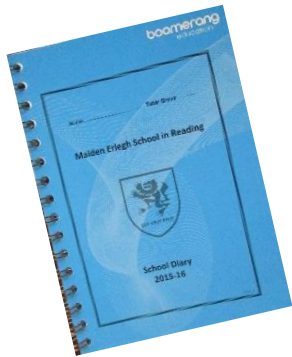 boomerang
education
Name Tutor Group
Maiden Erlegh School in Reading
School Diary
2015-16